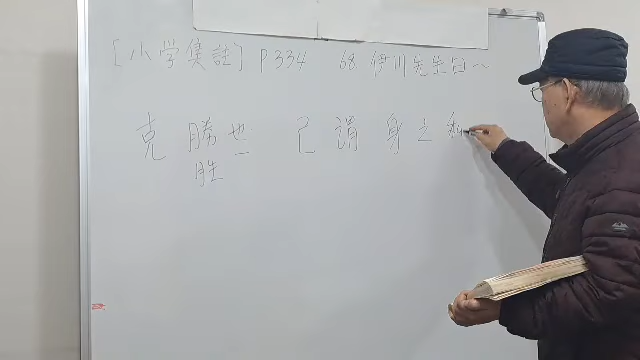 [小学集註] P334 68 伊川先生曰~
克 勝也 己 謂 身之私
胜